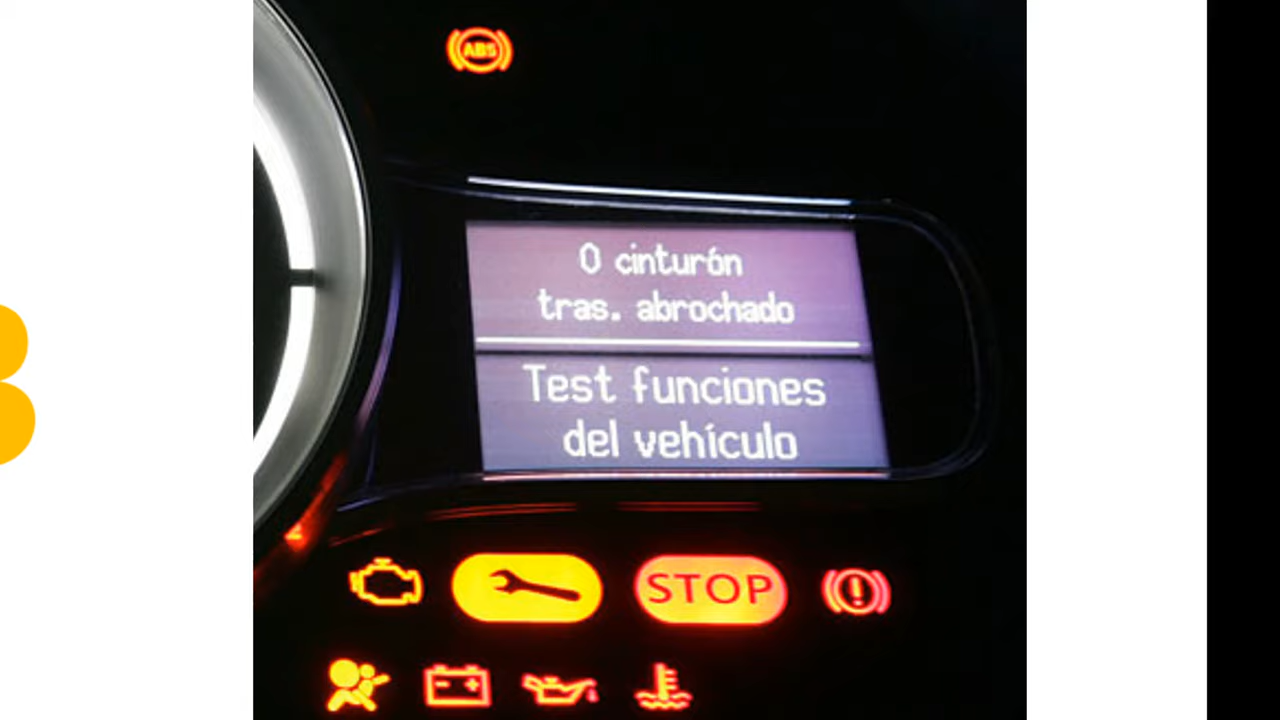 ABS
0 cinturón
tras. abrochado
Test funciones
del vehículo
STOP